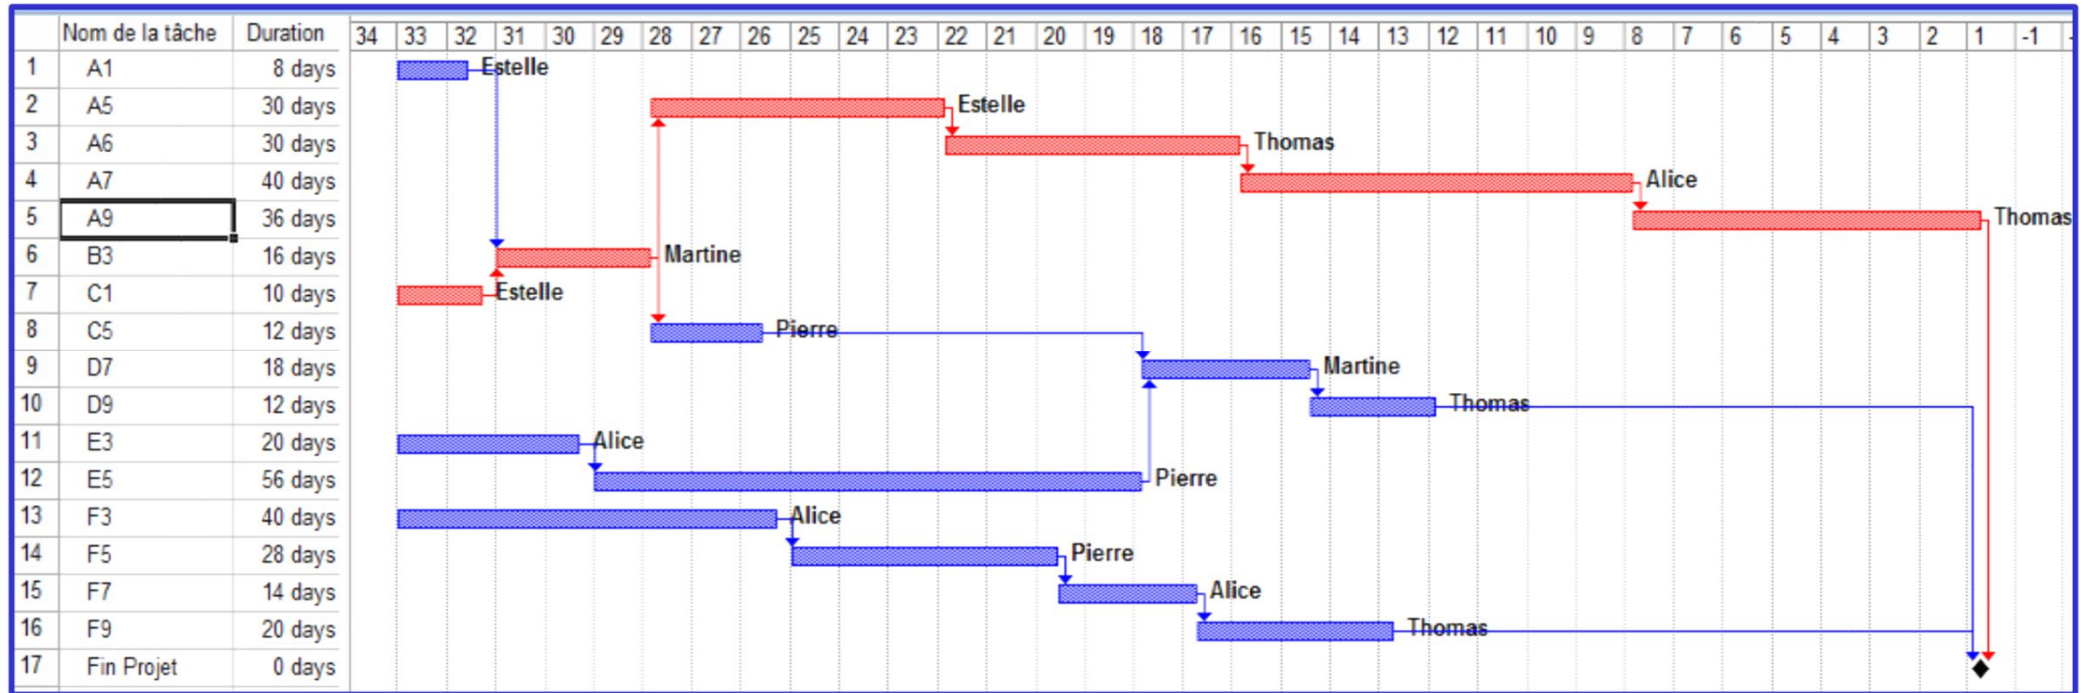 Nom de la tâche Duration 34 33 32 31 30 29 28 27 26 25 24 23 22 21 20 19 18 17 16 15 14 13 12 11 10 9 8 7 6 5 4 3 2 1 -1
1 A1 8 days Estelle
2 A5 30 days Estelle
3 A6 30 days Thomas
4 A7 40 days Alice
5 A9 36 days Thomas
6 B3 16 days Martine
7 C1 10 days Estelle
8 C5 12 days Pierre
9 D7 18 days Martine
10 D9 12 days Thomas
11 E3 20 days Alice
12 E5 56 days Pierre
13 F3 40 days Alice
14 F5 28 days Pierre
15 F7 14 days Alice
16 F9 20 days Thomas
17 Fin Projet 0 days